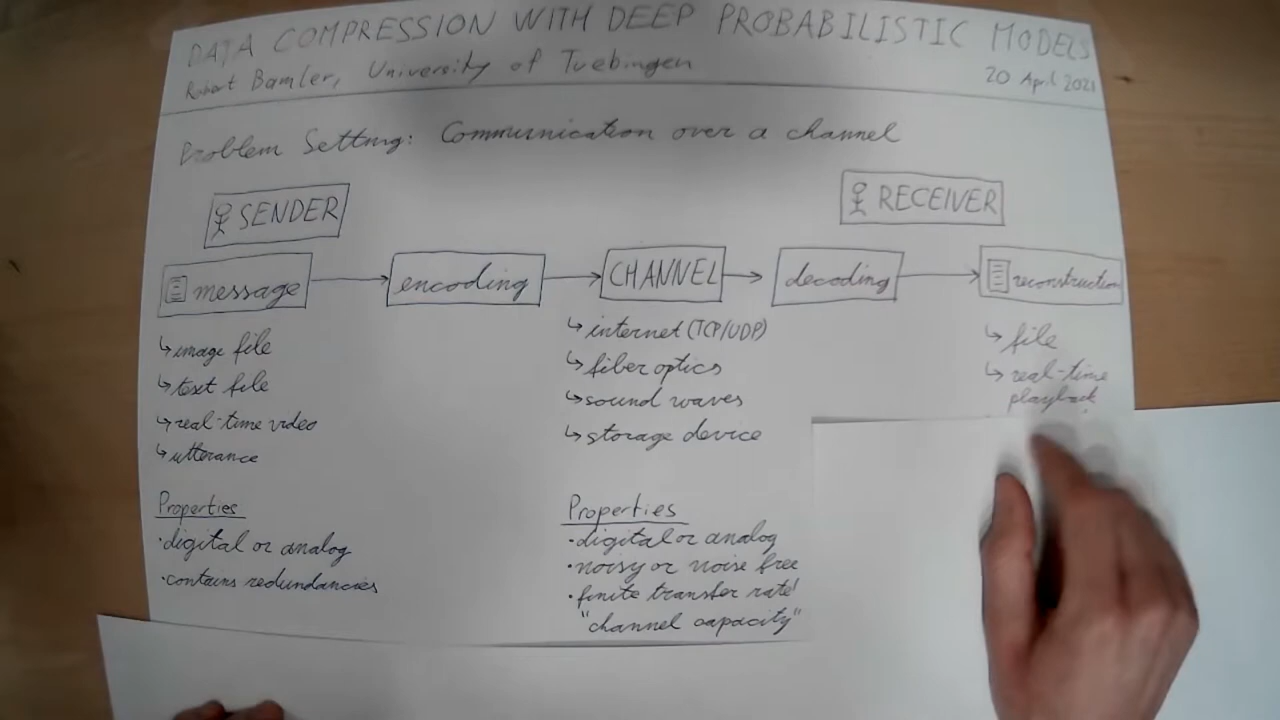 DATA COMPRESSION WITH DEEP PROBABILISTIC MODELS
Robert Bamler, University of Tuebingen
20 April 2021
Problem Setting: Communication over a channel
SENDER
RECEIVER
message
encoding
CHANNEL
decoding
reconstruction
↳ image file
↳ text file
↳ real-time video
↳ utterance
Properties
· digital or analog
· contains redundancies
↳ internet (TCP/UDP)
↳ fiber optics
↳ sound waves
↳ storage device
Properties
· digital or analog
· noisy or noise free
· finite transfer rate
"channel capacity"
↳ file
↳ real-time
playback